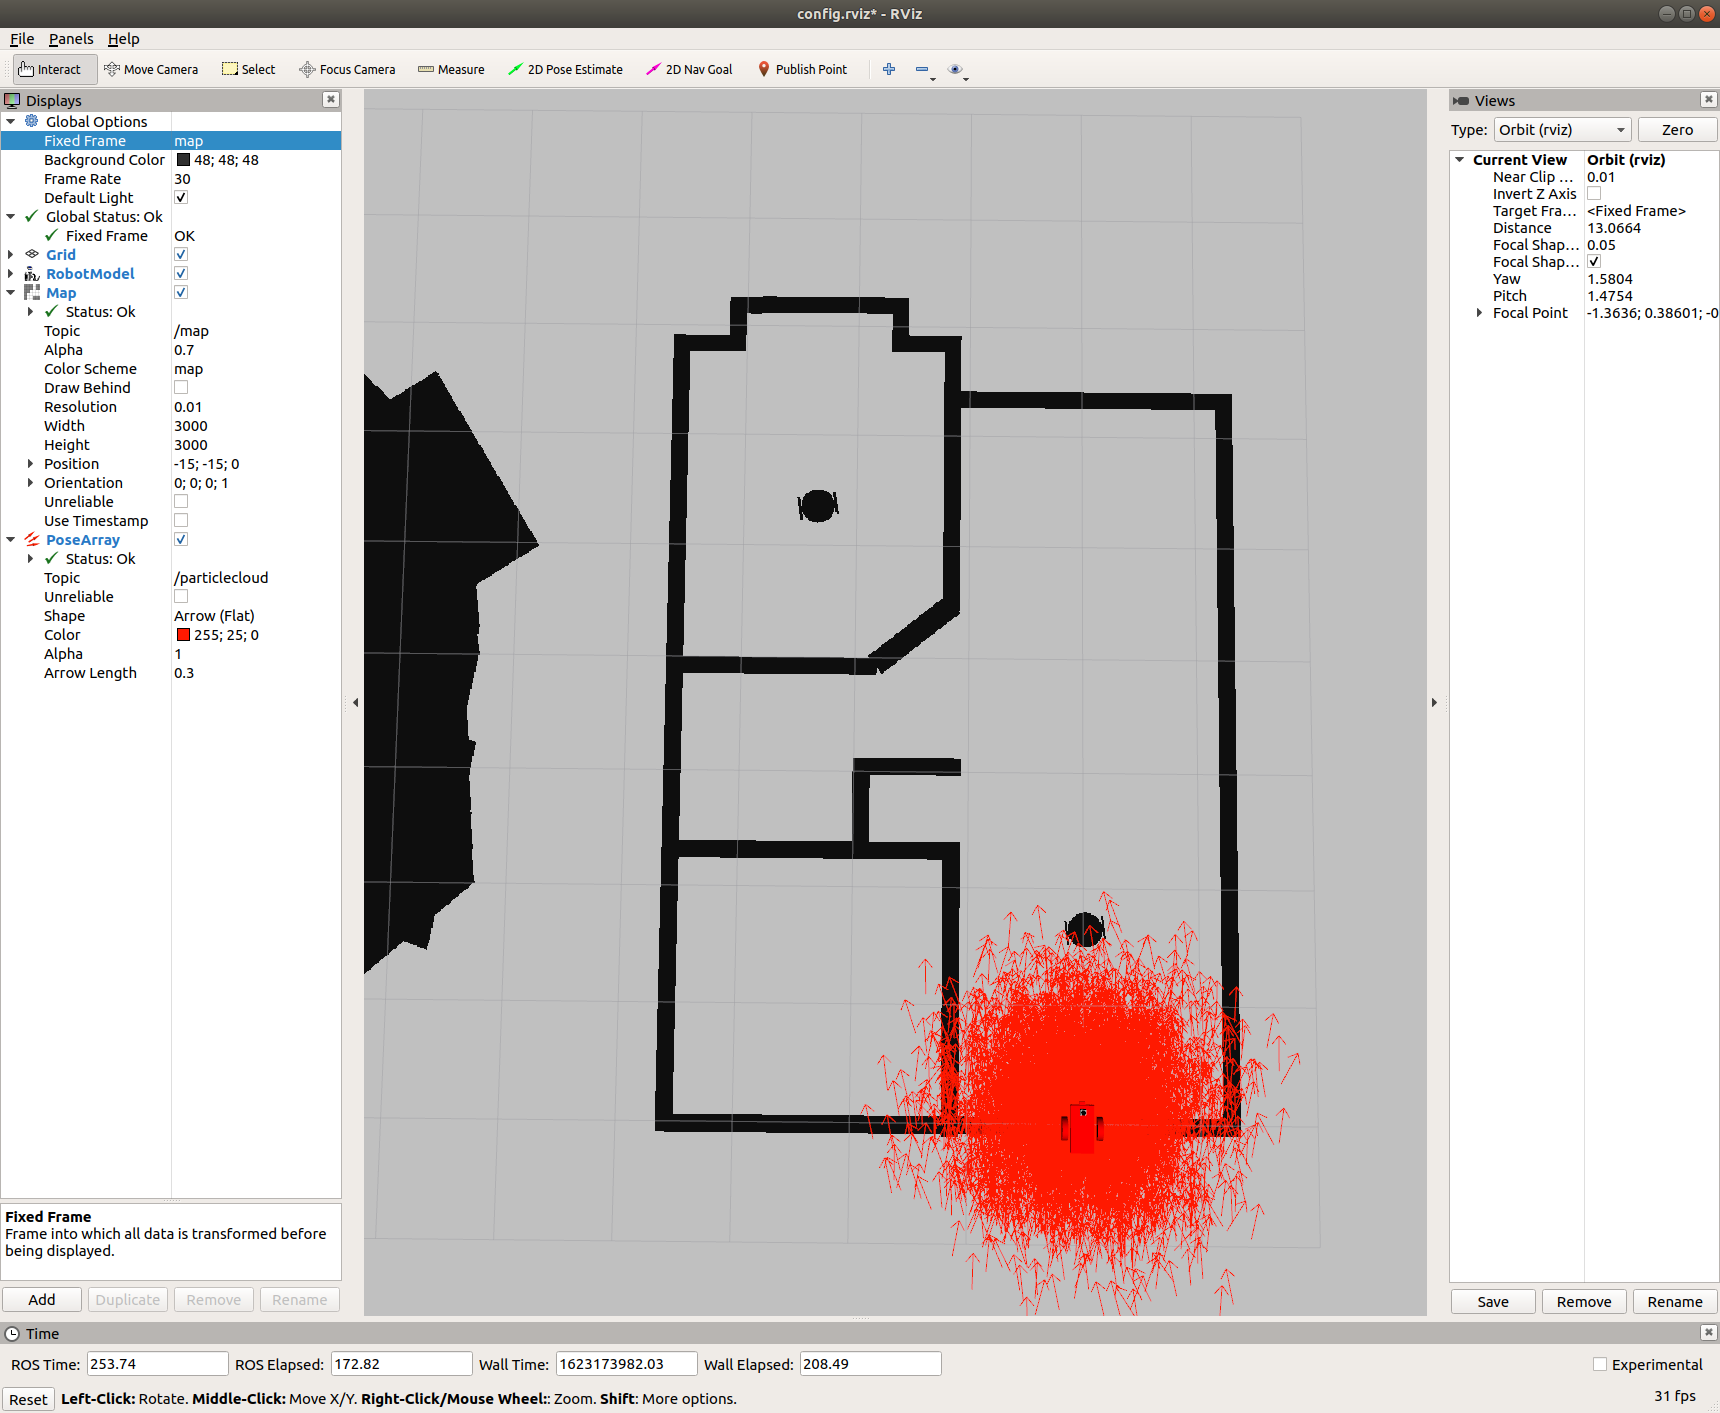 config.rviz* - RViz
File Panels Help
Interact Move Camera Select Focus Camera Measure 2D Pose Estimate 2D Nav Goal Publish Point
Displays
Global Options
Fixed Frame map
Background Color 48; 48; 48
Frame Rate 30
Default Light
Global Status: Ok
Fixed Frame OK
Grid
RobotModel
Map
Status: Ok
Topic /map
Alpha 0.7
Color Scheme map
Draw Behind
Resolution 0.01
Width 3000
Height 3000
Position -15; -15; 0
Orientation 0; 0; 0; 1
Unreliable
Use Timestamp
PoseArray
Status: Ok
Topic /particlecloud
Unreliable
Shape Arrow (Flat)
Color 255; 25; 0
Alpha 1
Arrow Length 0.3
Fixed Frame
Frame into which all data is transformed before
being displayed.
Add Duplicate Remove Rename
Views
Type: Orbit (rviz) Zero
Current View Orbit (rviz)
Near Clip ... 0.01
Invert Z Axis
Target Fra... <Fixed Frame>
Distance 13.0664
Focal Shap... 0.05
Focal Shap...
Yaw 1.5804
Pitch 1.4754
Focal Point -1.3636; 0.38601; -0
Save Remove Rename
Time
ROS Time: 253.74 ROS Elapsed: 172.82 Wall Time: 1623173982.03 Wall Elapsed: 208.49 Experimental
Reset Left-Click: Rotate. Middle-Click: Move X/Y. Right-Click/Mouse Wheel:: Zoom. Shift: More options. 31 fps